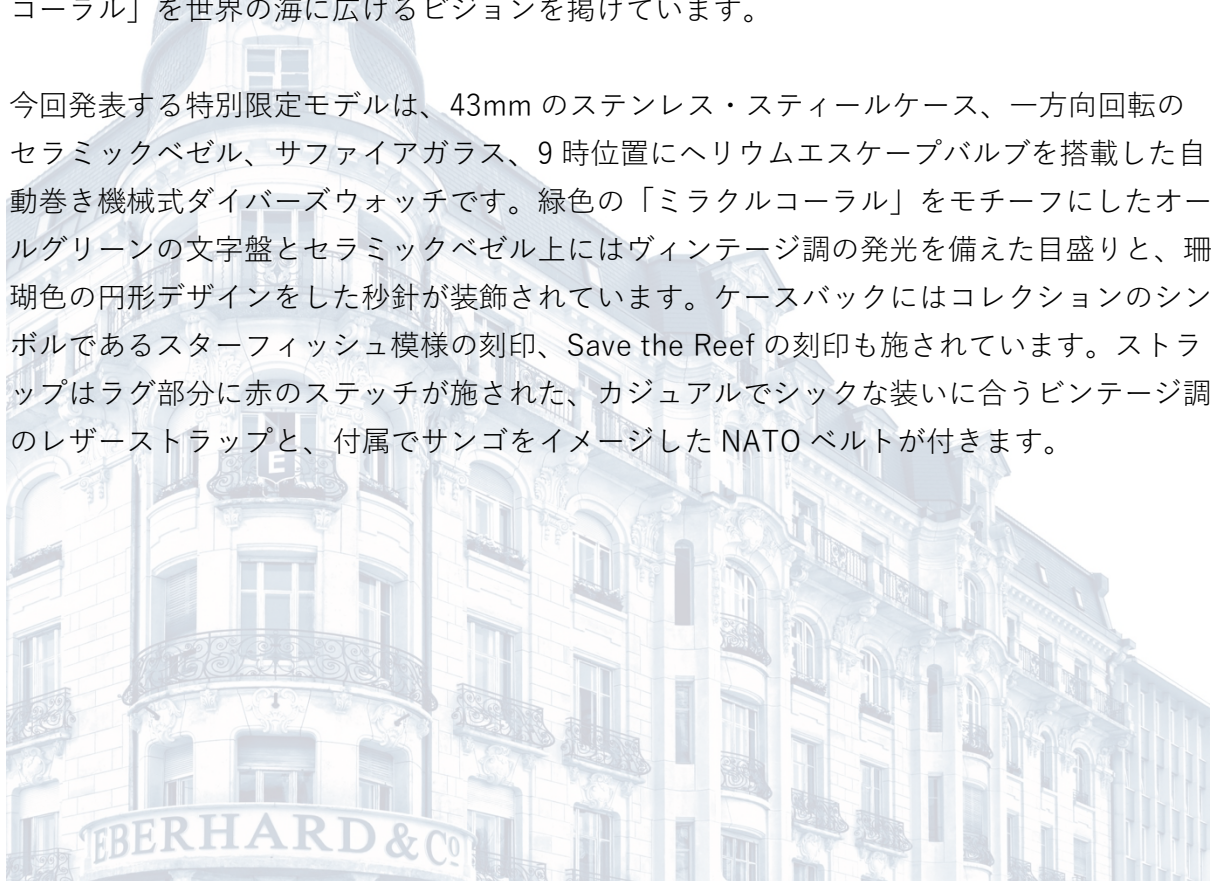 コーラル」を世界の海に広げるビジョンを掲げています。
今回発表する特別限定モデルは、43mm のステンレス・スティールケース、一方向回転の
セラミックベゼル、サファイアガラス、9 時位置にヘリウムエスケープバルブを搭載した自
動巻き機械式ダイバーズウォッチです。緑色の「ミラクルコーラル」をモチーフにしたオー
ルグリーンの文字盤とセラミックベゼル上にはヴィンテージ調の発光を備えた目盛りと、珊
瑚色の円形デザインをした秒針が装飾されています。ケースバックにはコレクションのシン
ボルであるスターフィッシュ模様の刻印、Save the Reef の刻印も施されています。ストラ
ップはラグ部分に赤のステッチが施された、カジュアルでシックな装いに合うビンテージ調
のレザーストラップと、付属でサンゴをイメージした NATO ベルトが付きます。
E
EBERHARD & Cº